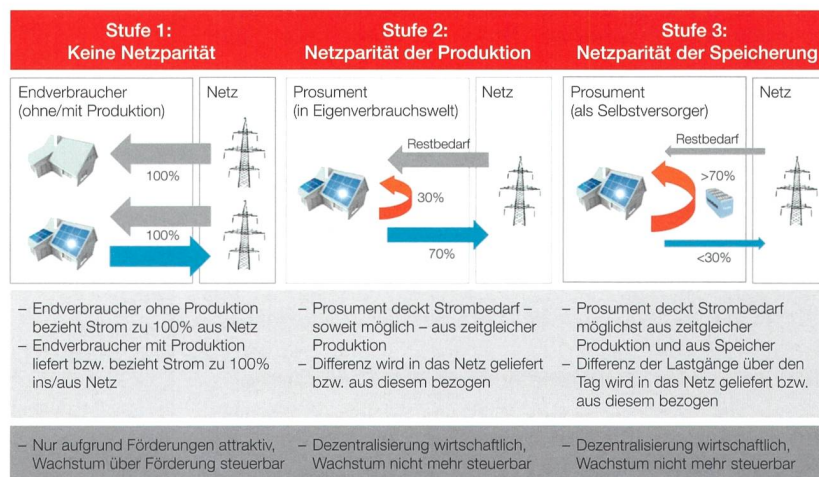 Stufe 1:
Keine Netzparität
Stufe 2:
Netzparität der Produktion
Stufe 3:
Netzparität der Speicherung
Endverbraucher
(ohne/mit Produktion)
Netz
100%
100%
Prosument
(in Eigenverbrauchswelt)
Netz
Restbedarf
30%
70%
Prosument
(als Selbstversorger)
Netz
Restbedarf
>70%
<30%
– Endverbraucher ohne Produktion
bezieht Strom zu 100% aus Netz
– Endverbraucher mit Produktion
liefert bzw. bezieht Strom zu 100%
ins/aus Netz
– Prosument deckt Strombedarf –
soweit möglich – aus zeitgleicher
Produktion
– Differenz wird in das Netz geliefert
bzw. aus diesem bezogen
– Prosument deckt Strombedarf
möglichst aus zeitgleicher
Produktion und aus Speicher
– Differenz der Lastgänge über den
Tag wird in das Netz geliefert bzw.
aus diesem bezogen
– Nur aufgrund Förderungen attraktiv,
Wachstum über Förderung steuerbar
– Dezentralisierung wirtschaftlich,
Wachstum nicht mehr steuerbar
– Dezentralisierung wirtschaftlich,
Wachstum nicht mehr steuerbar